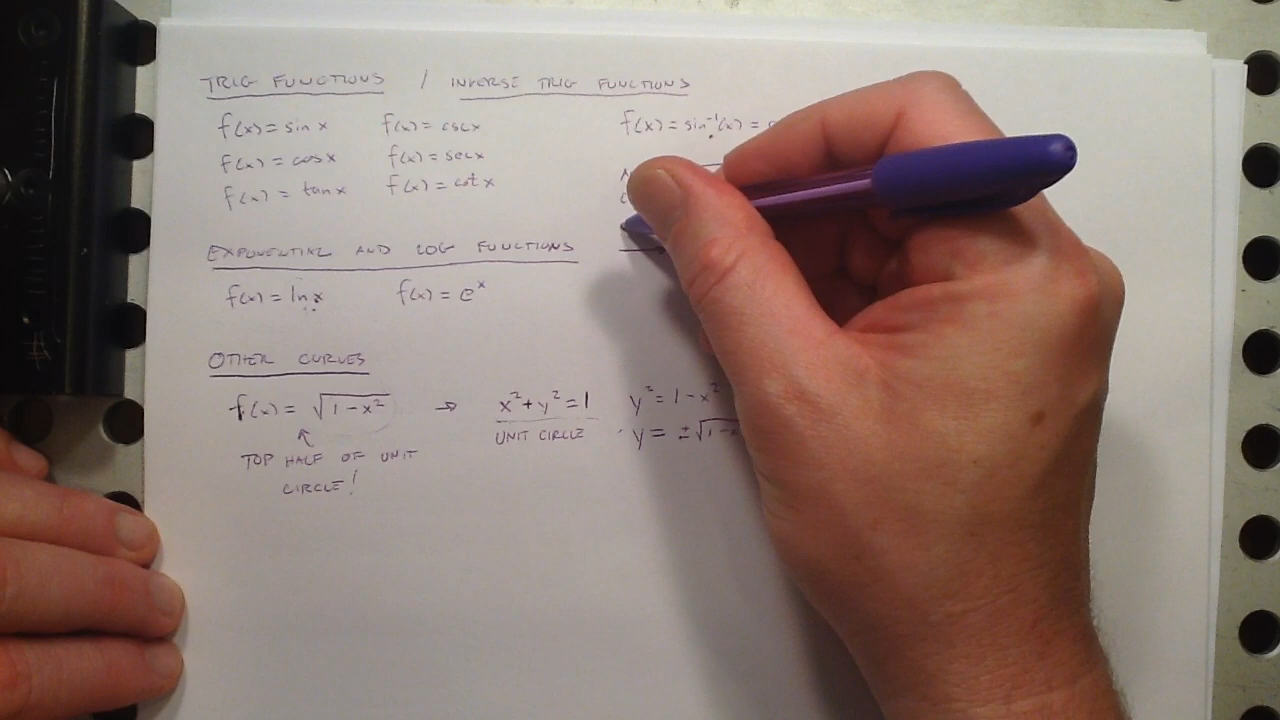 TRIG FUNCTIONS / INVERSE TRIG FUNCTIONS
f(x) = sin x f(x) = csc x f(x) = sin⁻¹(x) =
f(x) = cos x f(x) = sec x
f(x) = tan x f(x) = cot x
EXPONENTIAL AND LOG FUNCTIONS
f(x) = ln x f(x) = e^x
OTHER CURVES
f(x) = √(1-x²) → x²+y²=1 y² = 1-x²
UNIT CIRCLE y = ±√1-x
TOP HALF OF UNIT
CIRCLE!